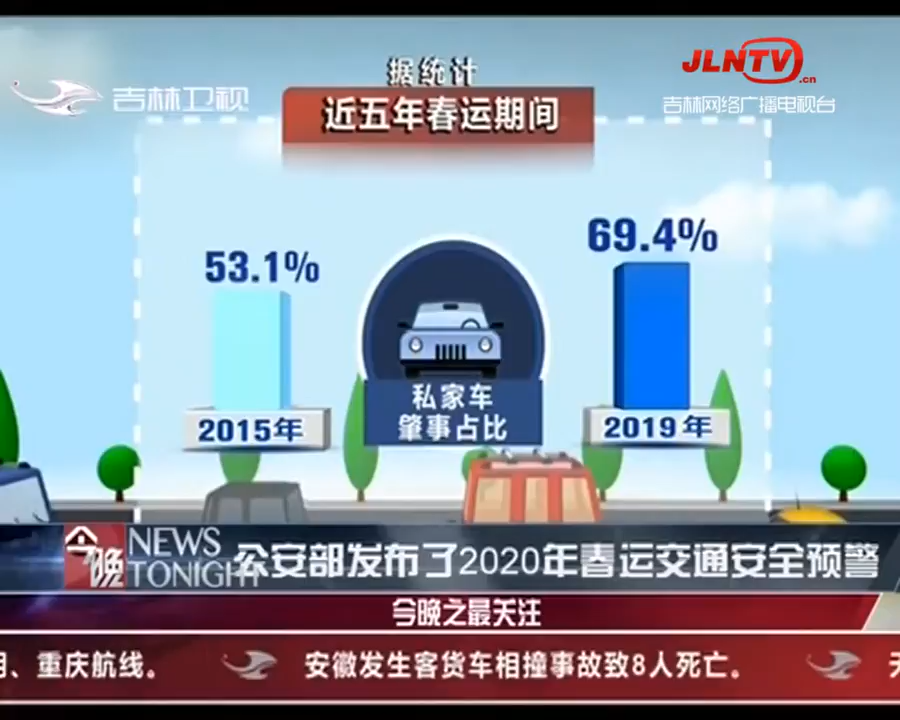 据统计
近五年春运期间
吉林卫视
JLNTV.cn
吉林网络广播电视台
53.1%
69.4%
私家车
肇事占比
2015年
2019年
今晚
NEWS
TONIGHT
公安部发布了2020年春运交通安全预警
今晚之最关注
、重庆航线。 安徽发生客货车相撞事故致8人死亡。